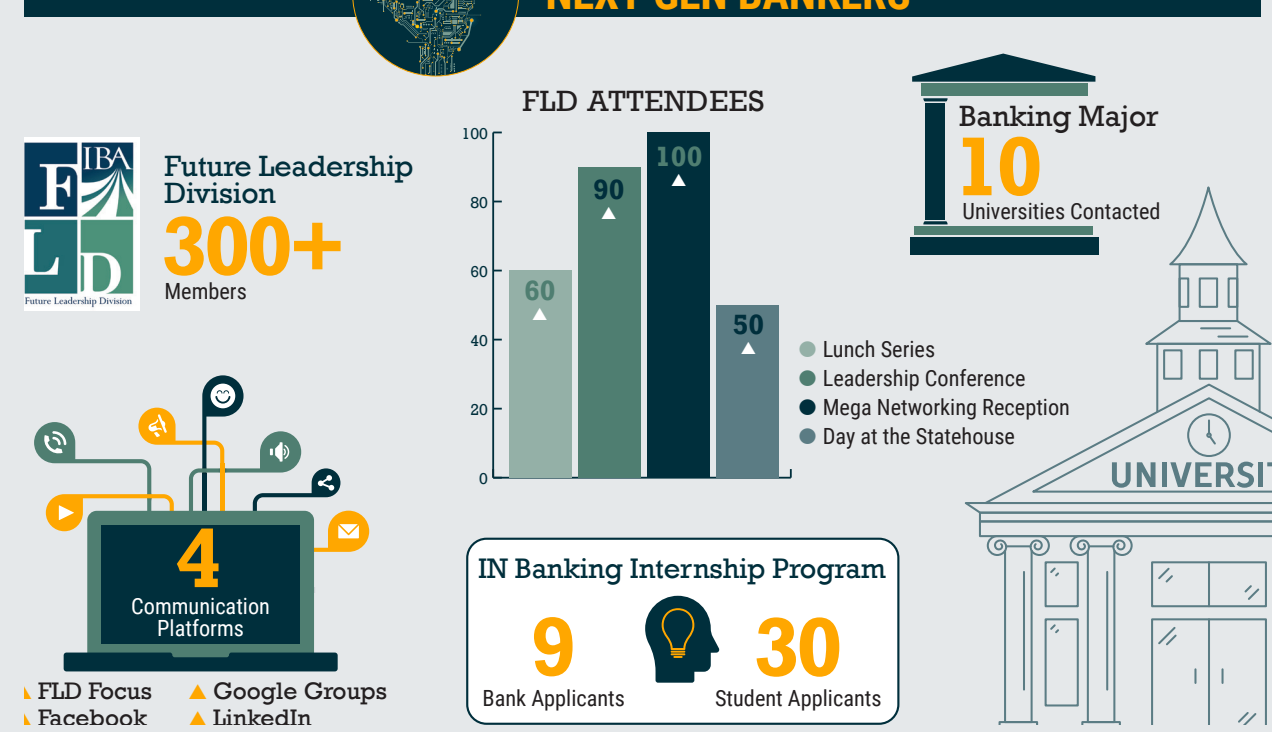 NEXT GEN BANKERS
FLD ATTENDEES
100
80
60
40
20
0
60
90
100
50
Lunch Series
Leadership Conference
Mega Networking Reception
Day at the Statehouse
IBA
F
L
D
Future Leadership Division
Future Leadership
Division
300+
Members
Banking Major
10
Universities Contacted
UNIVERSI
4
Communication
Platforms
FLD Focus
Google Groups
Facebook
LinkedIn
IN Banking Internship Program
9
Bank Applicants
30
Student Applicants